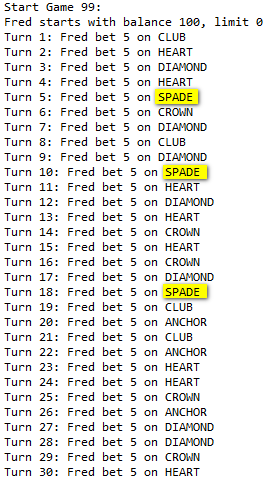 Start Game 99:
Fred starts with balance 100, limit 0
Turn 1: Fred bet 5 on CLUB
Turn 2: Fred bet 5 on HEART
Turn 3: Fred bet 5 on DIAMOND
Turn 4: Fred bet 5 on HEART
Turn 5: Fred bet 5 on SPADE
Turn 6: Fred bet 5 on CROWN
Turn 7: Fred bet 5 on DIAMOND
Turn 8: Fred bet 5 on CLUB
Turn 9: Fred bet 5 on DIAMOND
Turn 10: Fred bet 5 on SPADE
Turn 11: Fred bet 5 on HEART
Turn 12: Fred bet 5 on DIAMOND
Turn 13: Fred bet 5 on HEART
Turn 14: Fred bet 5 on CROWN
Turn 15: Fred bet 5 on HEART
Turn 16: Fred bet 5 on CROWN
Turn 17: Fred bet 5 on DIAMOND
Turn 18: Fred bet 5 on SPADE
Turn 19: Fred bet 5 on CLUB
Turn 20: Fred bet 5 on ANCHOR
Turn 21: Fred bet 5 on CLUB
Turn 22: Fred bet 5 on ANCHOR
Turn 23: Fred bet 5 on HEART
Turn 24: Fred bet 5 on HEART
Turn 25: Fred bet 5 on CROWN
Turn 26: Fred bet 5 on ANCHOR
Turn 27: Fred bet 5 on DIAMOND
Turn 28: Fred bet 5 on DIAMOND
Turn 29: Fred bet 5 on CROWN
Turn 30: Fred bet 5 on HEART